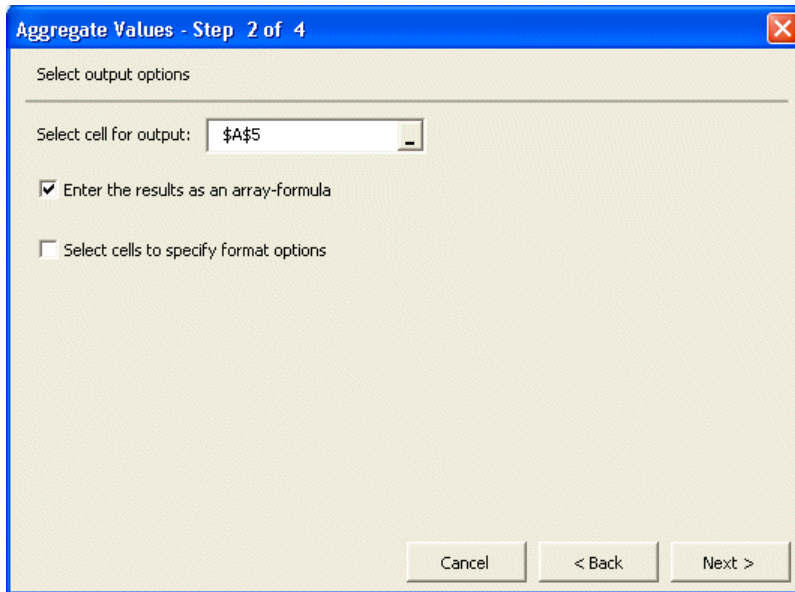 Aggregate Values - Step 2 of 4
Select output options
Select cell for output: $A$5
Enter the results as an array-formula
Select cells to specify format options
Cancel < Back Next >